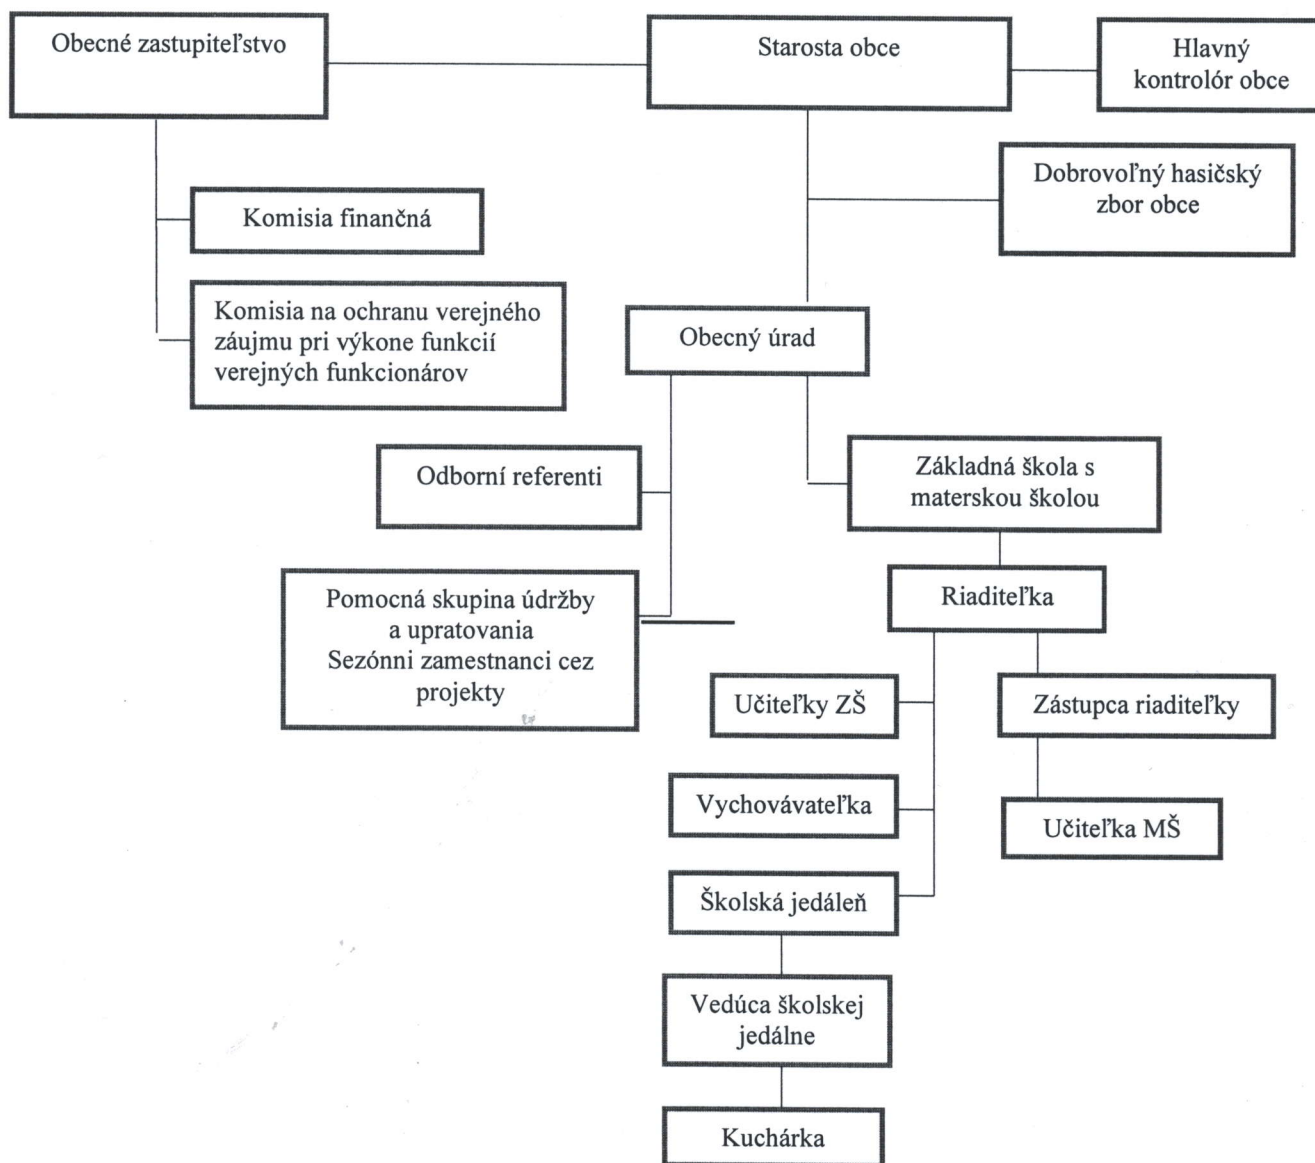 Obecné zastupiteľstvo
Starosta obce
Hlavný
kontrolór obce
Dobrovoľný hasičský
zbor obce
Komisia finančná
Komisia na ochranu verejného
záujmu pri výkone funkcií
verejných funkcionárov
Obecný úrad
Odborní referenti
Základná škola s
materskou školou
Pomocná skupina údržby
a upratovania
Sezónni zamestnanci cez
projekty
Riaditeľka
Učiteľky ZŠ
Zástupca riaditeľky
Vychovávateľka
Učiteľka MŠ
Školská jedáleň
Vedúca školskej
jedálne
Kuchárka